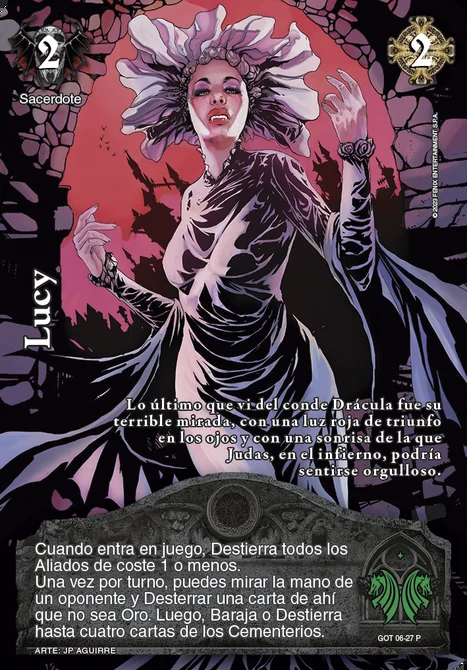 2
2
Sacerdote
© 2023 FENIX ENTERTAINMENT S.P.A.
Lucy
Lo último que vi del conde Drácula fue su
terrible mirada, con una luz roja de triunfo
en los ojos y con una sonrisa de la que
Judas, en el infierno, podría
sentirse orgulloso.
Cuando entra en juego, Destierra todos los
Aliados de coste 1 o menos.
Una vez por turno, puedes mirar la mano de
un oponente y Desterrar una carta de ahí
que no sea Oro. Luego, Baraja o Destierra
hasta cuatro cartas de los Cementerios.
GOT 06-27 P
ARTE: JP AGUIRRE